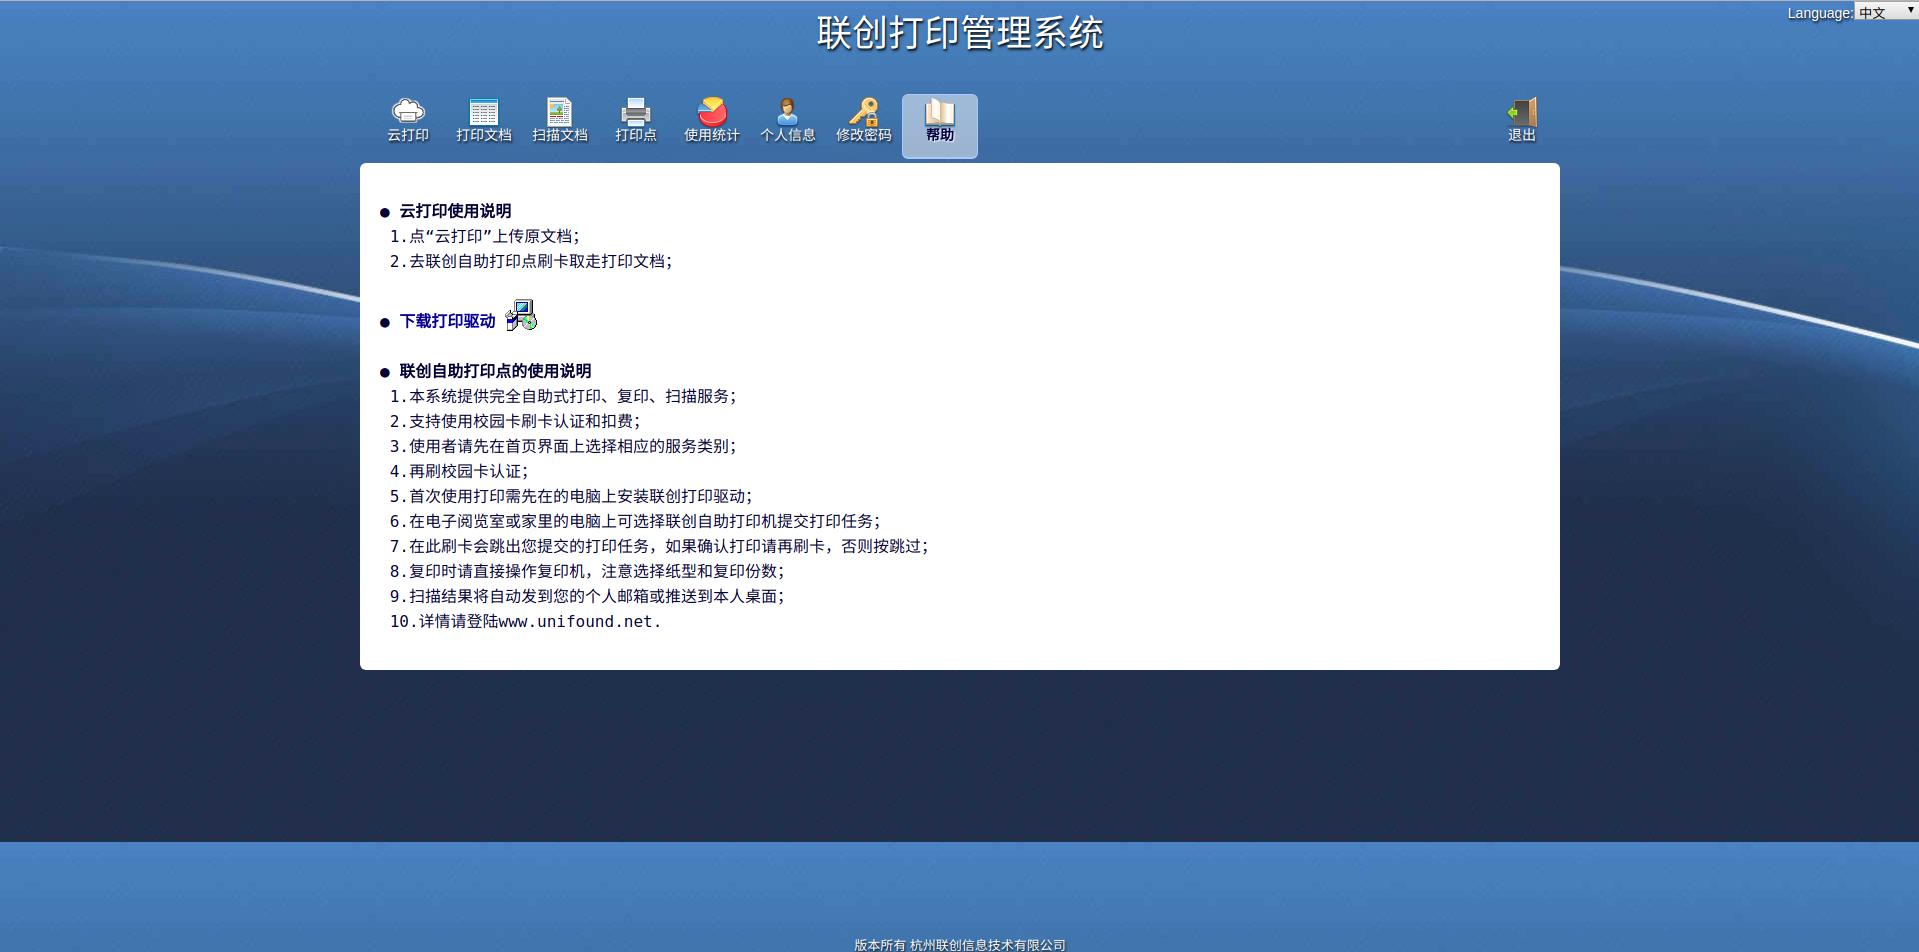 Language: 中文
联创打印管理系统
云打印 打印文档 扫描文档 打印点 使用统计 个人信息 修改密码 帮助 退出
● 云打印使用说明
1.点“云打印”上传原文档；
2.去联创自助打印点刷卡取走打印文档；
● 下载打印驱动
● 联创自助打印点的使用说明
1.本系统提供完全自助式打印、复印、扫描服务；
2.支持使用校园卡刷卡认证和扣费；
3.使用者请先在首页界面上选择相应的服务类别；
4.再刷校园卡认证；
5.首次使用打印需先在的电脑上安装联创打印驱动；
6.在电子阅览室或家里的电脑上可选择联创自助打印机提交打印任务；
7.在此刷卡会跳出您提交的打印任务，如果确认打印请再刷卡，否则按跳过；
8.复印时请直接操作复印机，注意选择纸型和复印份数；
9.扫描结果将自动发到您的个人邮箱或推送到本人桌面；
10.详情请登陆www.unifound.net.
版本所有 杭州联创信息技术有限公司